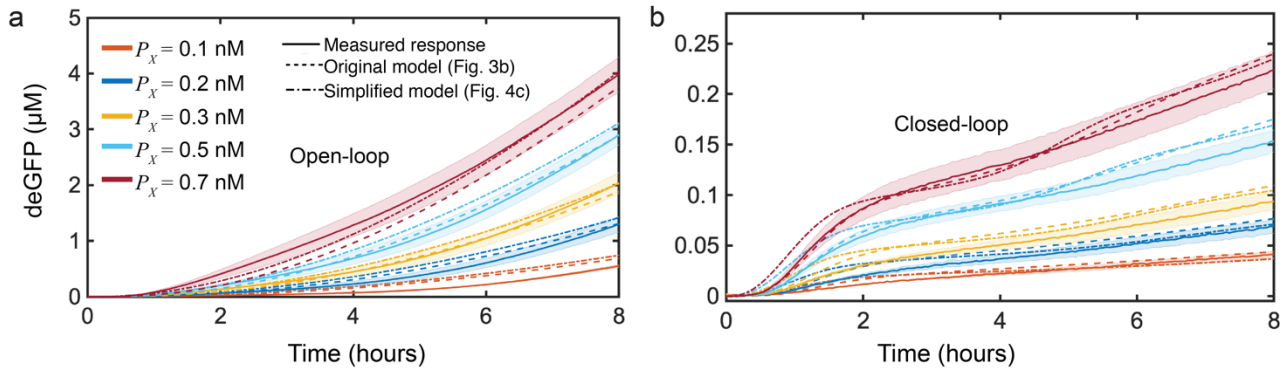 a
5
4
3
2
1
0
deGFP (μM)
P_X = 0.1 nM
P_X = 0.2 nM
P_X = 0.3 nM
P_X = 0.5 nM
P_X = 0.7 nM
Measured response
Original model (Fig. 3b)
Simplified model (Fig. 4c)
Open-loop
0 2 4 6 8
Time (hours)
b
0.25
0.2
0.15
0.1
0.05
0
Closed-loop
0 2 4 6 8
Time (hours)